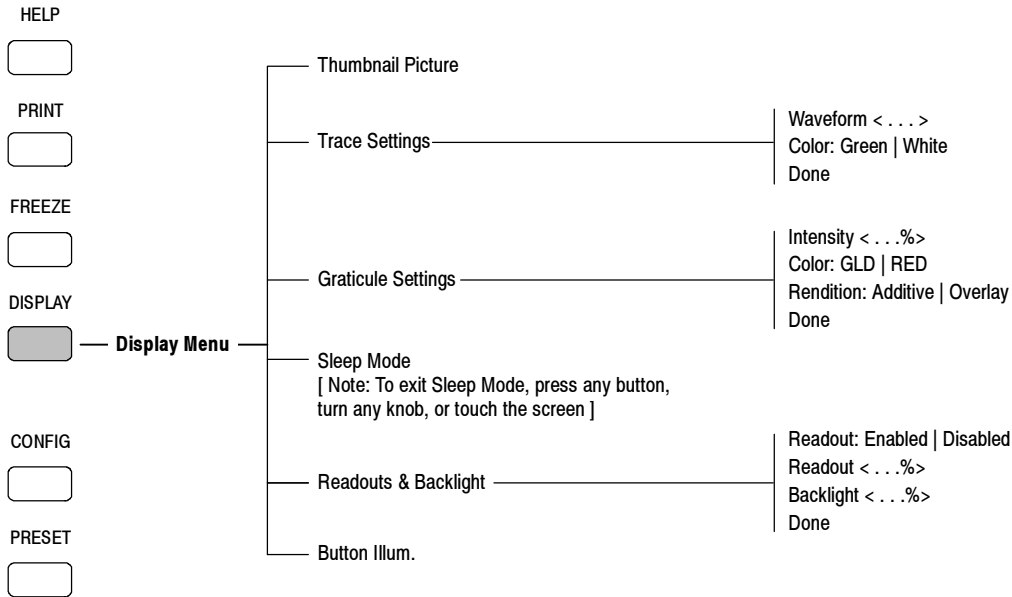 HELP
PRINT
FREEZE
DISPLAY
CONFIG
PRESET
Display Menu
Thumbnail Picture
Trace Settings
Waveform < . . . >
Color: Green | White
Done
Graticule Settings
Intensity < . . .%>
Color: GLD | RED
Rendition: Additive | Overlay
Done
Sleep Mode
[ Note: To exit Sleep Mode, press any button,
turn any knob, or touch the screen ]
Readouts & Backlight
Readout: Enabled | Disabled
Readout < . . .%>
Backlight < . . .%>
Done
Button Illum.